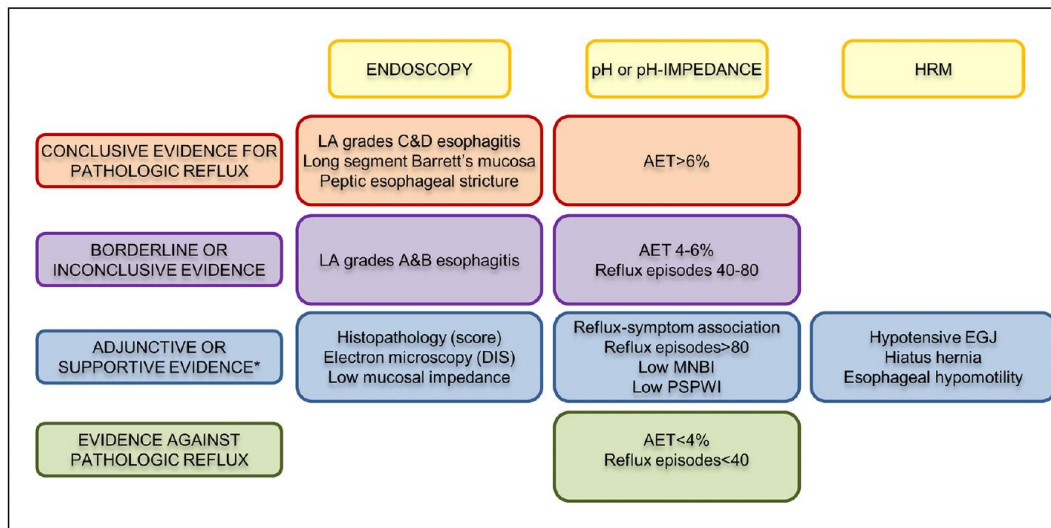 ENDOSCOPY
pH or pH-IMPEDANCE
HRM
CONCLUSIVE EVIDENCE FOR
PATHOLOGIC REFLUX
LA grades C&D esophagitis
Long segment Barrett's mucosa
Peptic esophageal stricture
AET>6%
BORDERLINE OR
INCONCLUSIVE EVIDENCE
LA grades A&B esophagitis
AET 4-6%
Reflux episodes 40-80
ADJUNCTIVE OR
SUPPORTIVE EVIDENCE*
Histopathology (score)
Electron microscopy (DIS)
Low mucosal impedance
Reflux-symptom association
Reflux episodes>80
Low MNBI
Low PSPWI
Hypotensive EGJ
Hiatus hernia
Esophageal hypomotility
EVIDENCE AGAINST
PATHOLOGIC REFLUX
AET<4%
Reflux episodes<40